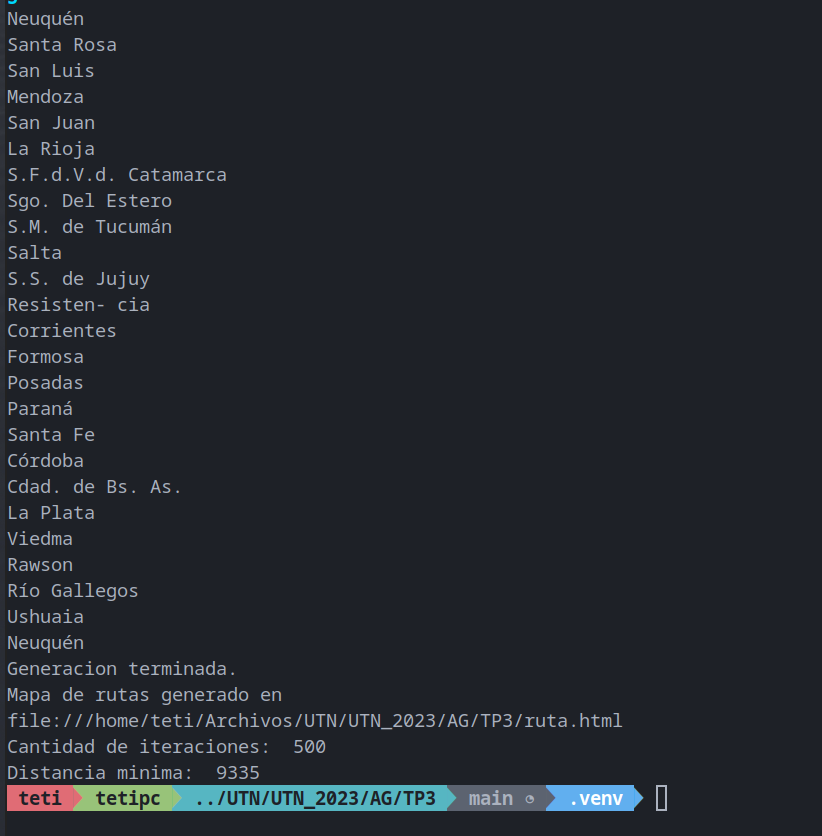 Neuquén
Santa Rosa
San Luis
Mendoza
San Juan
La Rioja
S.F.d.V.d. Catamarca
Sgo. Del Estero
S.M. de Tucumán
Salta
S.S. de Jujuy
Resisten- cia
Corrientes
Formosa
Posadas
Paraná
Santa Fe
Córdoba
Cdad. de Bs. As.
La Plata
Viedma
Rawson
Río Gallegos
Ushuaia
Neuquén
Generacion terminada.
Mapa de rutas generado en
file:///home/teti/Archivos/UTN/UTN_2023/AG/TP3/ruta.html
Cantidad de iteraciones:  500
Distancia minima:  9335
teti tetipc ../UTN/UTN_2023/AG/TP3 main .venv